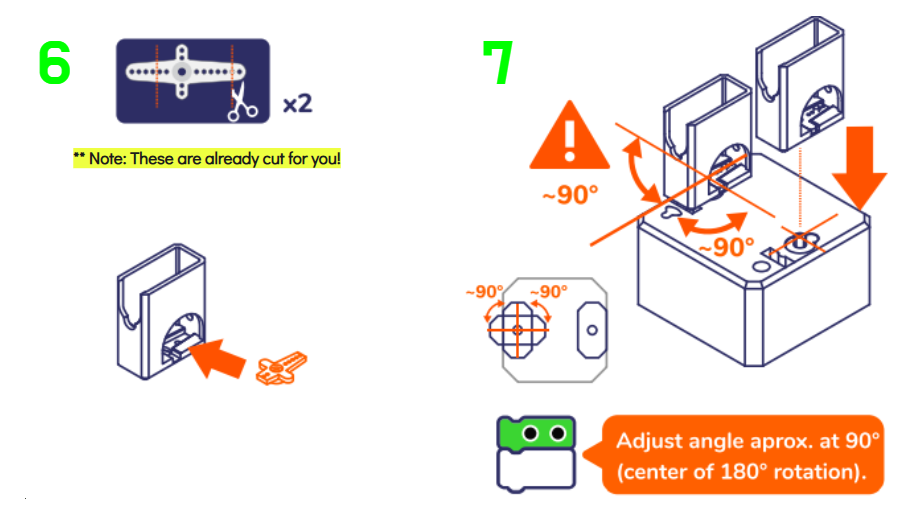 6
x2
** Note: These are already cut for you!
7
~90°
~90°
~90°
~90°
Adjust angle aprox. at 90°
(center of 180° rotation).